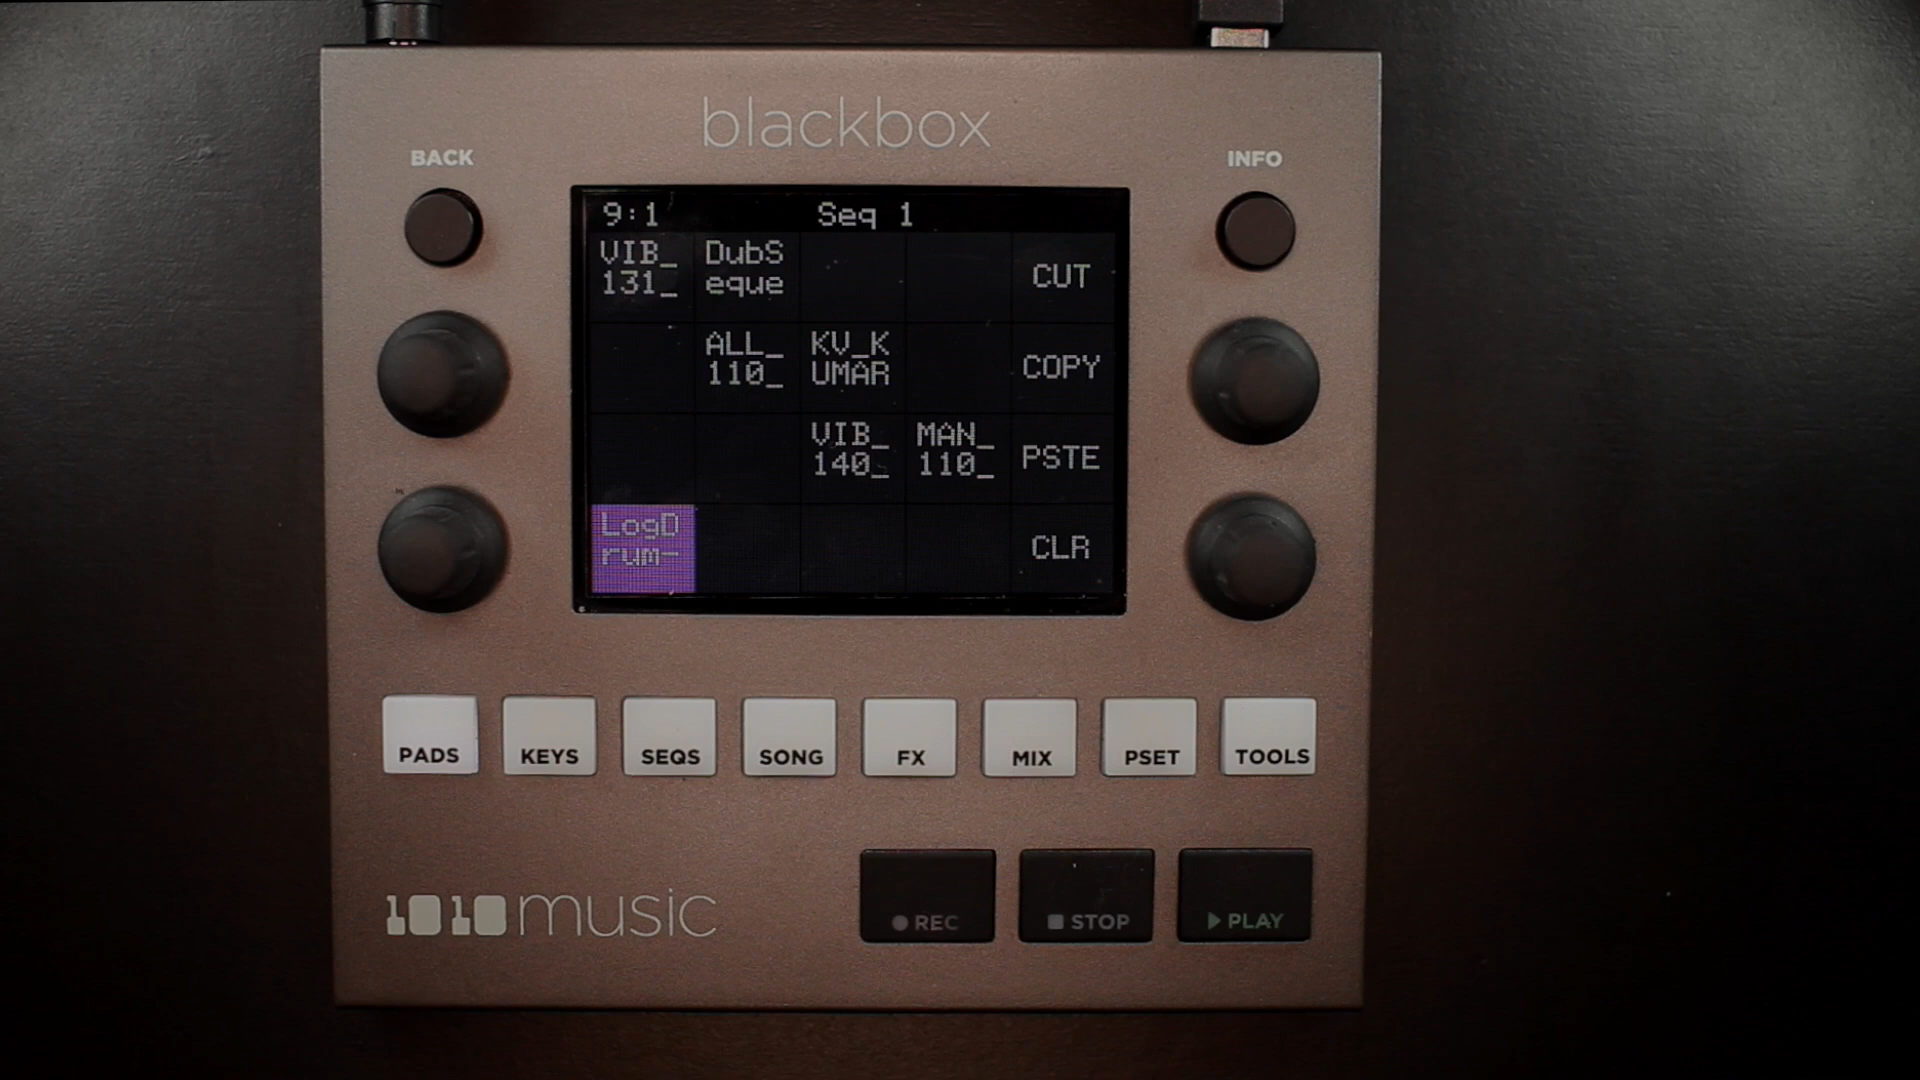 blackbox
BACK
INFO
9:1 Seq 1
VIB_ DubS
131_ eque
CUT
ALL_ KV_K
110_ UMAR
COPY
VIB_ MAN_
140_ 110_
PSTE
LogD
rum-
CLR
PADS KEYS SEQS SONG FX MIX PSET TOOLS
1010music
REC STOP PLAY